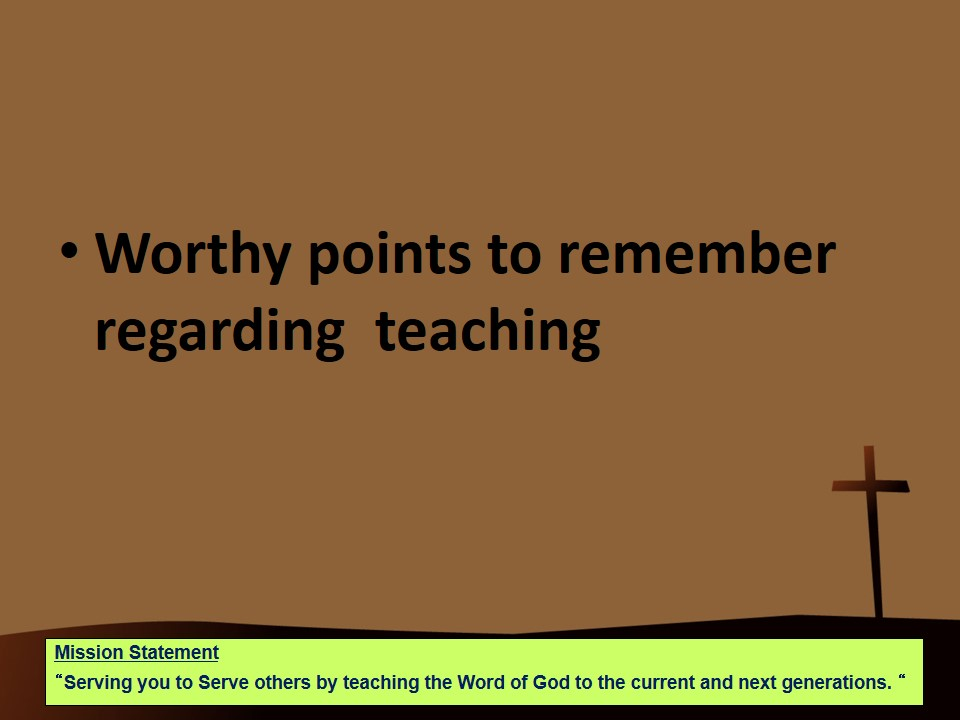 • Worthy points to remember
regarding  teaching
Mission Statement
“Serving you to Serve others by teaching the Word of God to the current and next generations. “